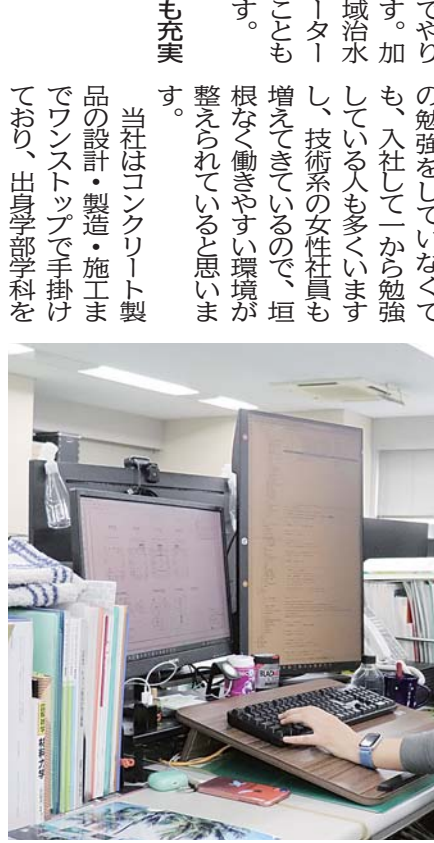 てやり
す。加
域治水
ーター
ことも
す。
も充実
の勉強をしていなくて
も、入社して一から勉強
している人も多くいます
し、技術系の女性社員も
増えてきているので、垣
根なく働きやすい環境が
整えられていると思いま
す。
　当社はコンクリート製
品の設計・製造・施工ま
でワンストップで手掛け
ており、出身学部学科を
材料力学
BLACK